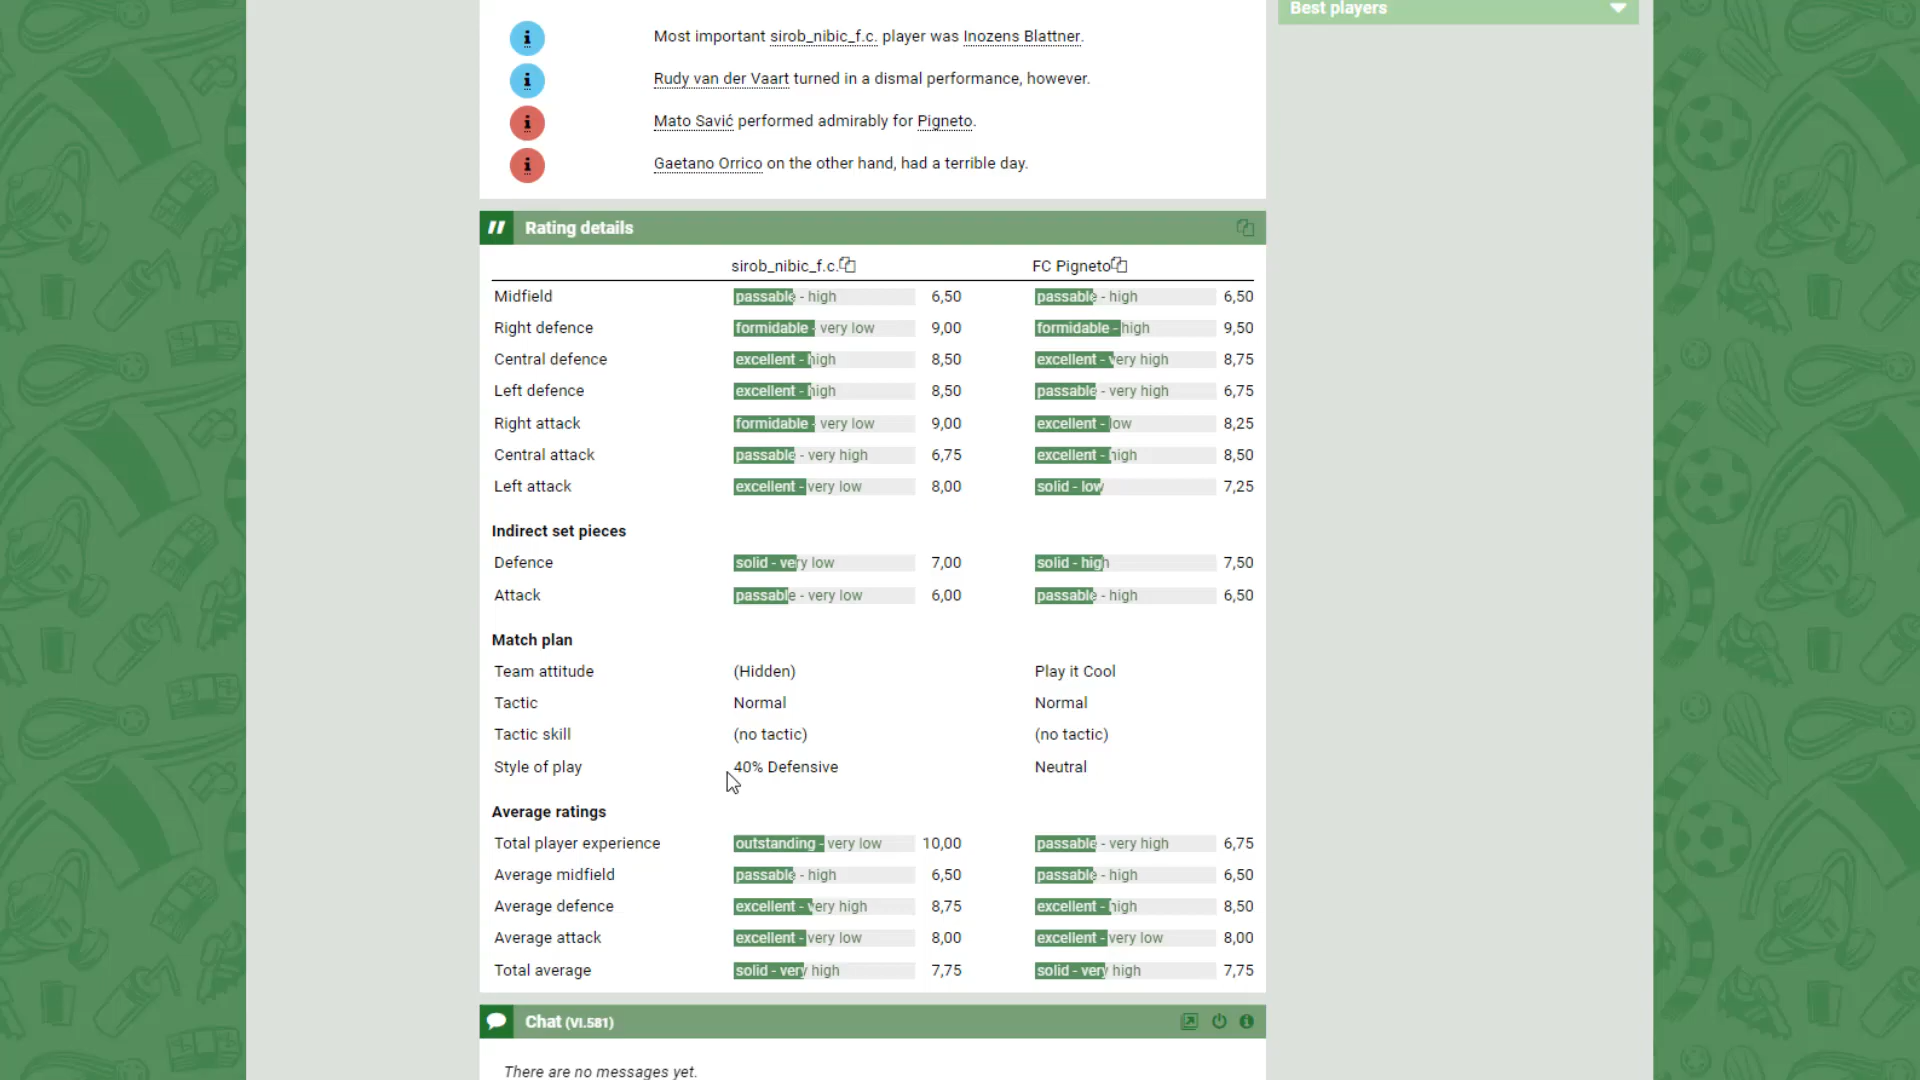 Best players
Most important sirob_nibic_f.c. player was Inozens Blattner.
Rudy van der Vaart turned in a dismal performance, however.
Mato Savić performed admirably for Pigneto.
Gaetano Orrico on the other hand, had a terrible day.
Rating details
sirob_nibic_f.c. FC Pigneto
Midfield passable - high 6,50 passable - high 6,50
Right defence formidable - very low 9,00 formidable - high 9,50
Central defence excellent - high 8,50 excellent - very high 8,75
Left defence excellent - high 8,50 passable - very high 6,75
Right attack formidable - very low 9,00 excellent - low 8,25
Central attack passable - very high 6,75 excellent - high 8,50
Left attack excellent - very low 8,00 solid - low 7,25
Indirect set pieces
Defence solid - very low 7,00 solid - high 7,50
Attack passable - very low 6,00 passable - high 6,50
Match plan
Team attitude (Hidden) Play it Cool
Tactic Normal Normal
Tactic skill (no tactic) (no tactic)
Style of play 40% Defensive Neutral
Average ratings
Total player experience outstanding - very low 10,00 passable - very high 6,75
Average midfield passable - high 6,50 passable - high 6,50
Average defence excellent - very high 8,75 excellent - high 8,50
Average attack excellent - very low 8,00 excellent - very low 8,00
Total average solid - very high 7,75 solid - very high 7,75
Chat (VI.581)
There are no messages yet.